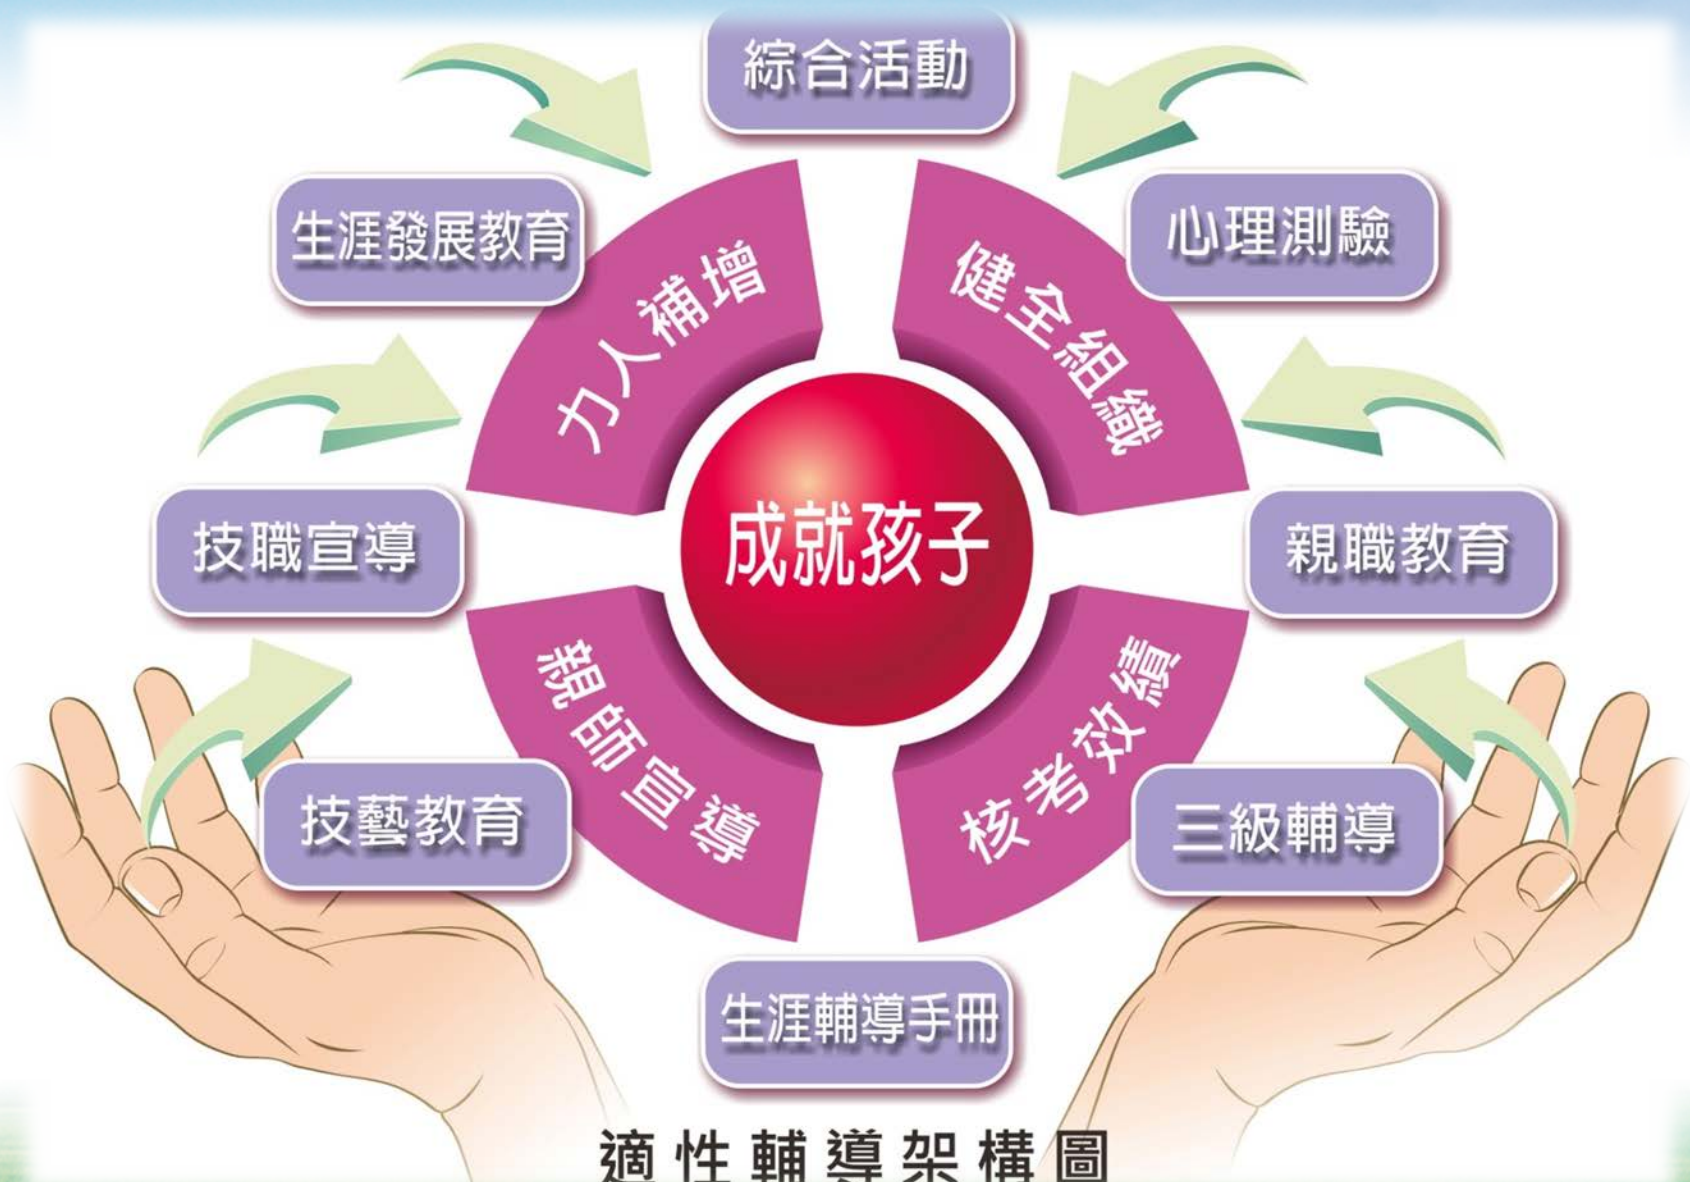 綜合活動
生涯發展教育
心理測驗
力人補增
健全組織
技職宣導
成就孩子
親職教育
親師宣導
核考效績
技藝教育
三級輔導
生涯輔導手冊
適性輔導架構圖